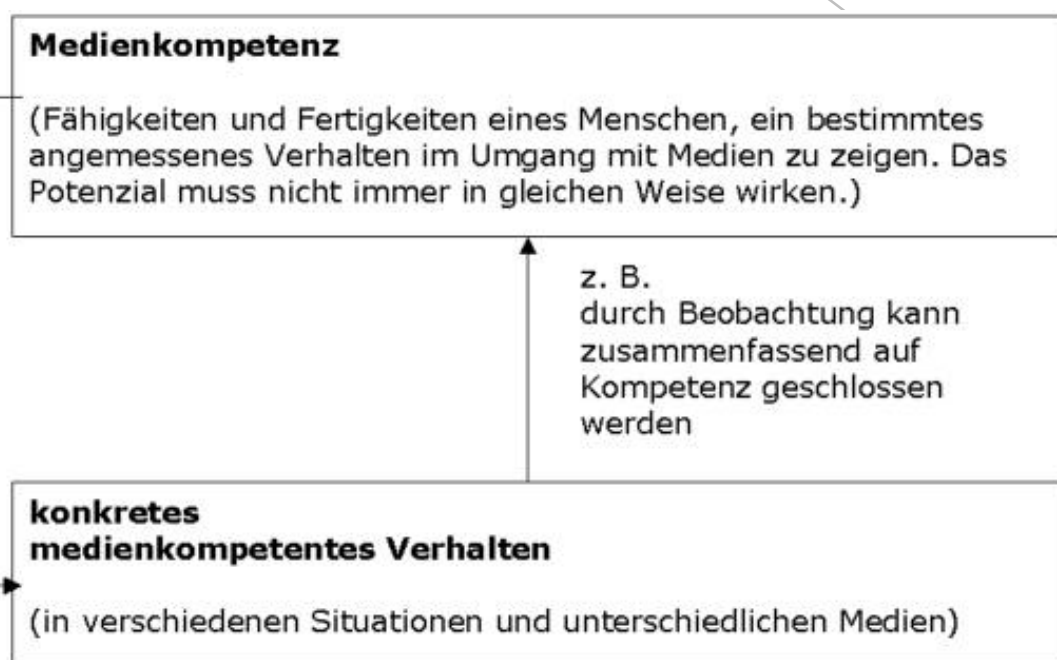 Medienkompetenz
(Fähigkeiten und Fertigkeiten eines Menschen, ein bestimmtes
angemessenes Verhalten im Umgang mit Medien zu zeigen. Das
Potenzial muss nicht immer in gleichen Weise wirken.)
z. B.
durch Beobachtung kann
zusammenfassend auf
Kompetenz geschlossen
werden
konkretes
medienkompetentes Verhalten
(in verschiedenen Situationen und unterschiedlichen Medien)